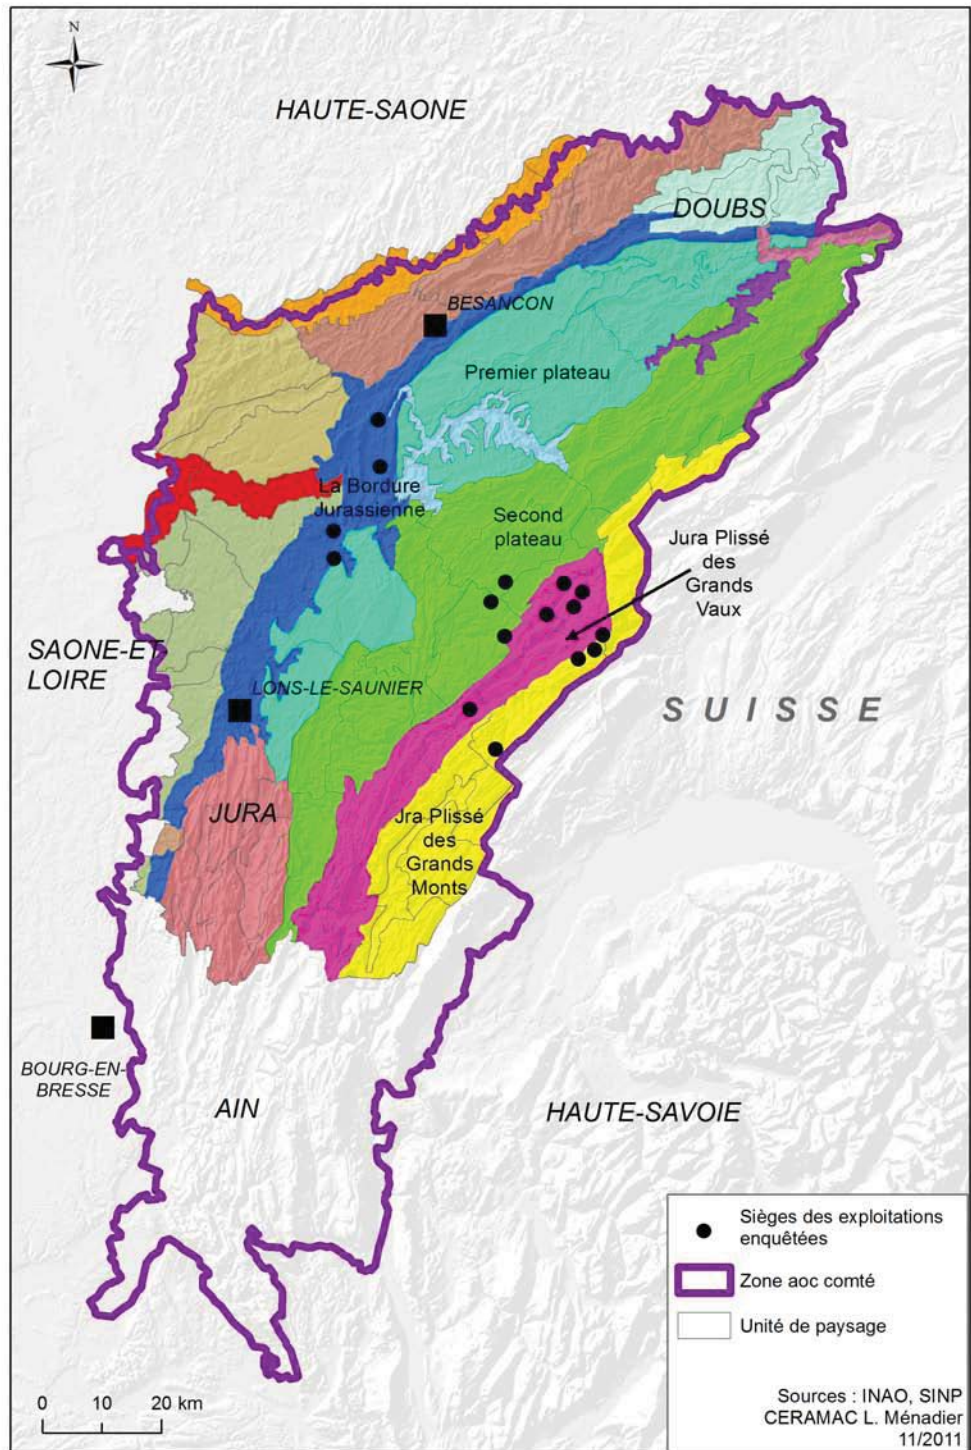 N
HAUTE-SAONE
DOUBS
BESANCON
Premier plateau
La Bordure
Jurassienne
Second
plateau
Jura Plissé
des
Grands
Vaux
SAONE-ET-
LOIRE
LONS-LE-SAUNIER
SUISSE
JURA
Jra Plissé
des
Grands
Monts
BOURG-EN-
BRESSE
AIN
HAUTE-SAVOIE
Sièges des exploitations
enquêtées
Zone aoc comté
Unité de paysage
0 10 20 km
Sources : INAO, SINP
CERAMAC L. Ménadier
11/2011